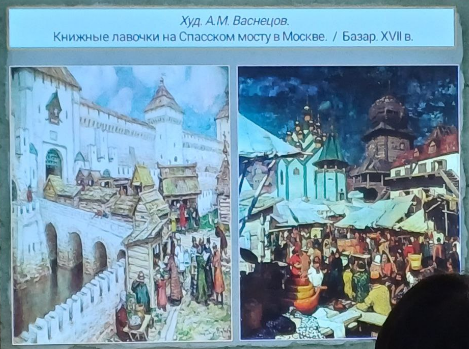 Худ. А.М. Васнецов.
Книжные лавочки на Спасском мосту в Москве. / Базар. XVII в.